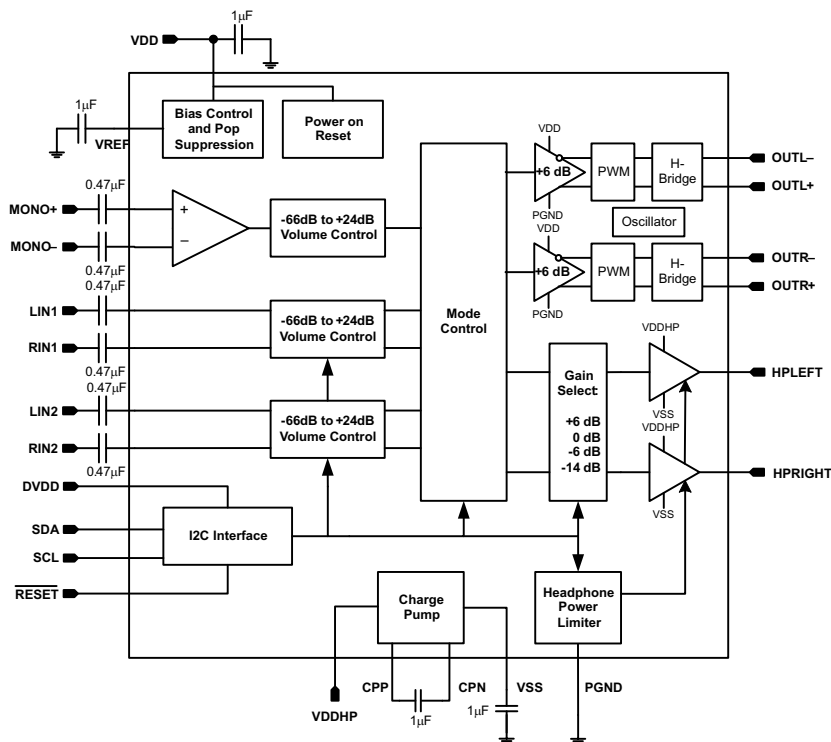 1μF
VDD
1μF
VREF
Bias Control
and Pop
Suppression
Power on
Reset
0.47μF
MONO+
MONO–
0.47μF
+
–
-66dB to +24dB
Volume Control
0.47μF
LIN1
RIN1
0.47μF
-66dB to +24dB
Volume Control
0.47μF
LIN2
RIN2
0.47μF
-66dB to +24dB
Volume Control
Mode
Control
VDD
+6 dB
PGND
PWM
H-
Bridge
OUTL–
OUTL+
Oscillator
VDD
+6 dB
PGND
PWM
H-
Bridge
OUTR–
OUTR+
Gain
Select:
+6 dB
0 dB
-6 dB
-14 dB
VDDHP
VSS
HPLEFT
VDDHP
VSS
HPRIGHT
DVDD
SDA
SCL
RESET
I2C Interface
Charge
Pump
Headphone
Power
Limiter
VDDHP
CPP
CPN
1μF
VSS
1μF
PGND